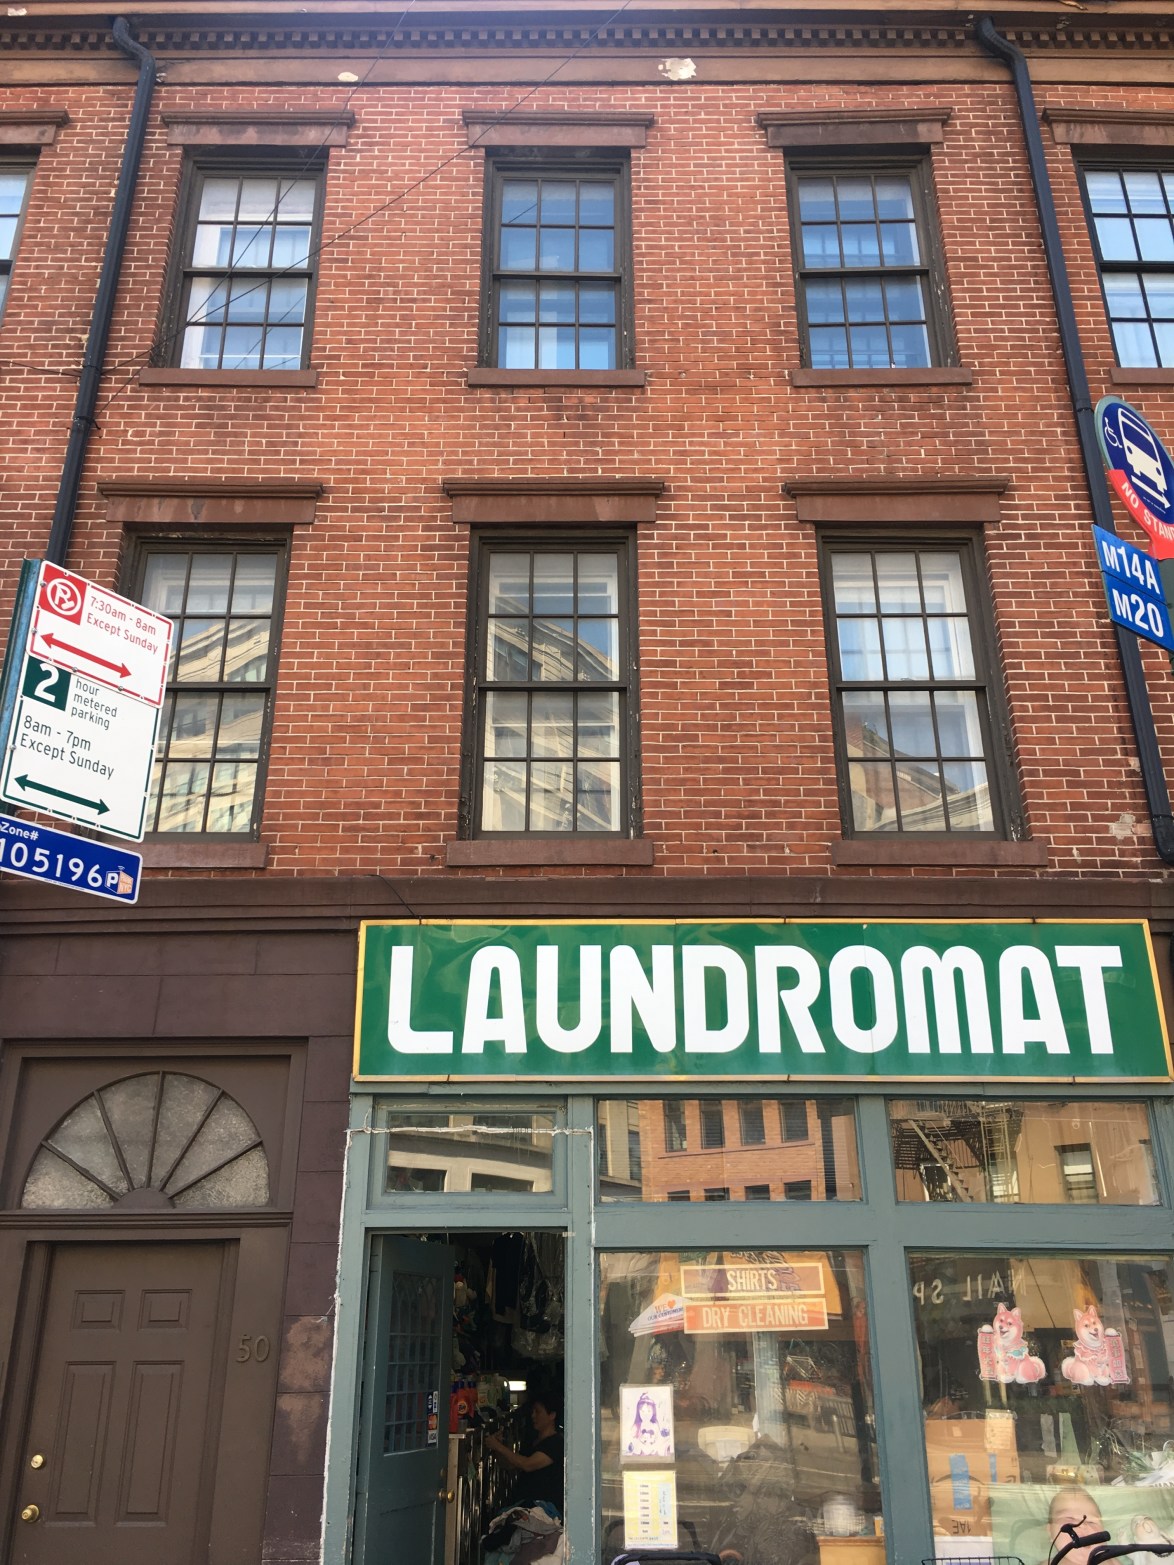 NO STAN
M14A
M20
P
7:30am - 8am
Except Sunday
2 hour
metered
parking
8am - 7pm
Except Sunday
Zone#
105196
P
LAUNDROMAT
SHIRTS
DRY CLEANING
50